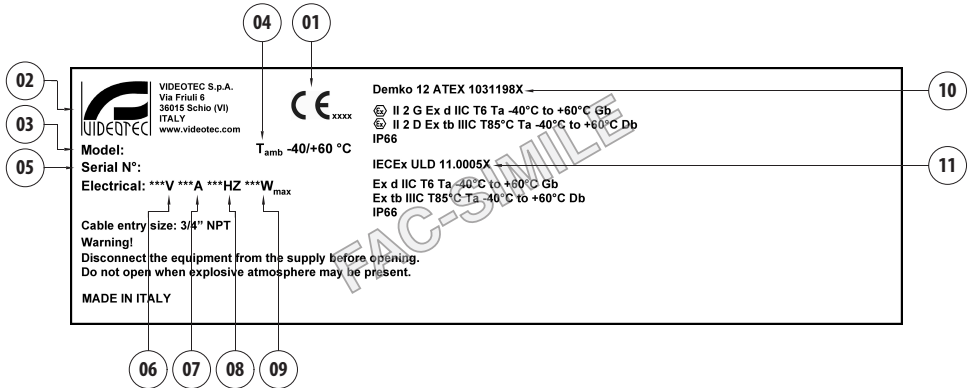 04
01
02
03
05
10
11
VIDEOTEC
VIDEOTEC S.p.A.
Via Friuli 6
36015 Schio (VI)
ITALY
www.videotec.com
CE xxxx
Model:
Tamb -40/+60 °C
Serial N°:
Electrical: ***V ***A ***HZ ***Wmax
Cable entry size: 3/4” NPT
Warning!
Disconnect the equipment from the supply before opening.
Do not open when explosive atmosphere may be present.
MADE IN ITALY
Demko 12 ATEX 1031198X
Ex II 2 G Ex d IIC T6 Ta -40°C to +60°C Gb
Ex II 2 D Ex tb IIIC T85°C Ta -40°C to +60°C Db
IP66
IECEx ULD 11.0005X
Ex d IIC T6 Ta -40°C to +60°C Gb
Ex tb IIIC T85°C Ta -40°C to +60°C Db
IP66
FAC-SIMILE
06
07
08
09